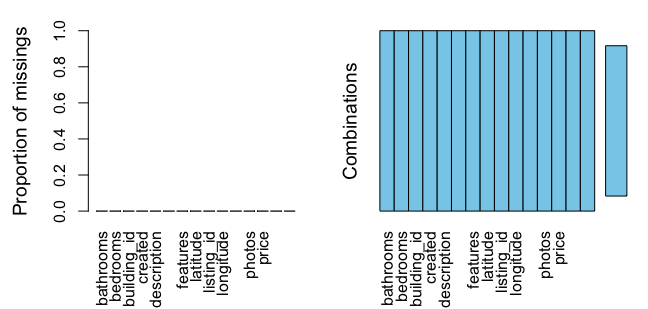 Proportion of missings
0.0
0.2
0.4
0.6
0.8
1.0
bathrooms
bedrooms
building_id
created
description
features
latitude
listing_id
longitude
photos
price
Combinations
bathrooms
bedrooms
building_id
created
description
features
latitude
listing_id
longitude
photos
price